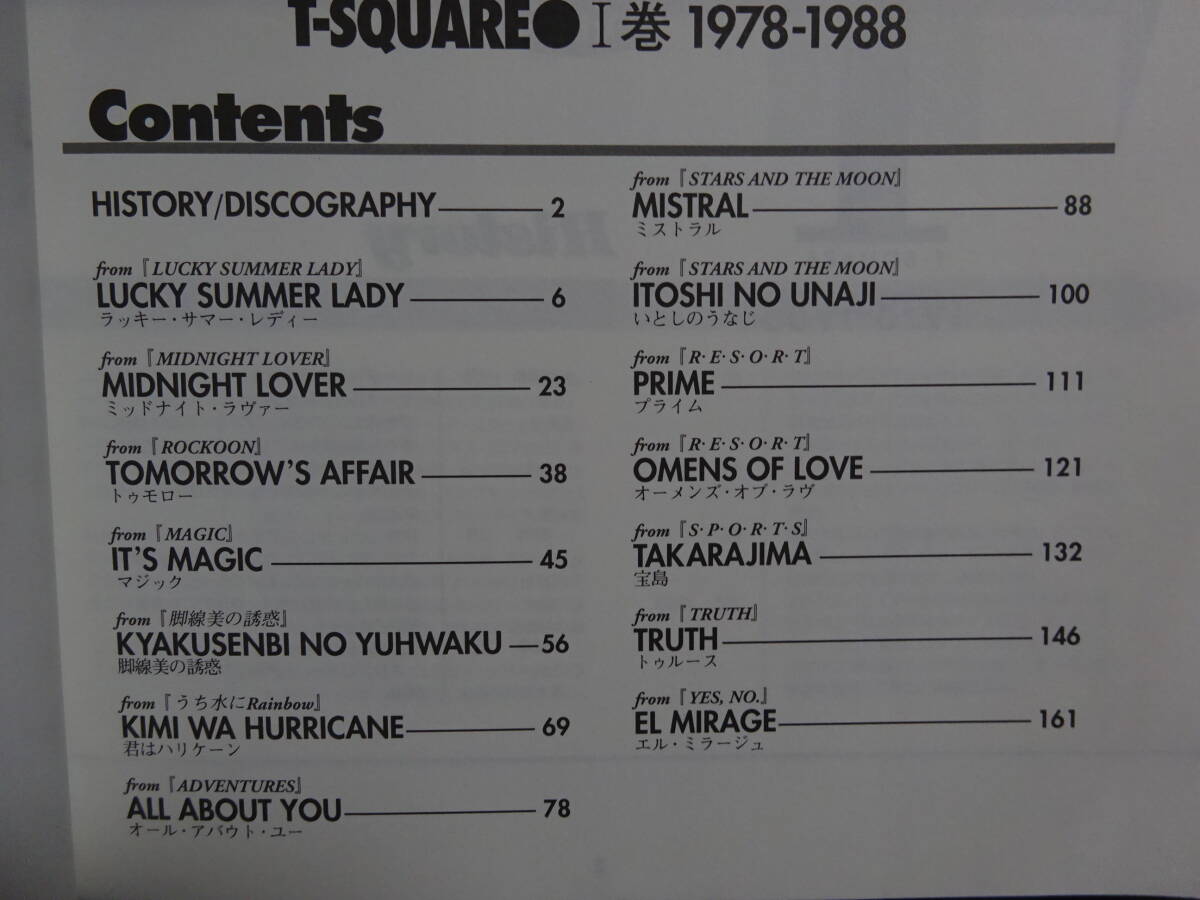 T-SQUARE●I巻 1978-1988
Contents
HISTORY/DISCOGRAPHY 2
from『LUCKY SUMMER LADY』
LUCKY SUMMER LADY 6
ラッキー・サマー・レディー
from『MIDNIGHT LOVER』
MIDNIGHT LOVER 23
ミッドナイト・ラヴァー
from『ROCKOON』
TOMORROW'S AFFAIR 38
トゥモロー
from『MAGIC』
IT'S MAGIC 45
マジック
from『脚線美の誘惑』
KYAKUSENBI NO YUHWAKU 56
脚線美の誘惑
from『うち水にRainbow』
KIMI WA HURRICANE 69
君はハリケーン
from『ADVENTURES』
ALL ABOUT YOU 78
オール・アバウト・ユー
from『STARS AND THE MOON』
MISTRAL 88
ミストラル
from『STARS AND THE MOON』
ITOSHI NO UNAJI 100
いとしのうなじ
from『R・E・S・O・R・T』
PRIME 111
プライム
from『R・E・S・O・R・T』
OMENS OF LOVE 121
オーメンズ・オブ・ラヴ
from『S・P・O・R・T・S』
TAKARAJIMA 132
宝島
from『TRUTH』
TRUTH 146
トゥルース
from『YES, NO.』
EL MIRAGE 161
エル・ミラージュ
History